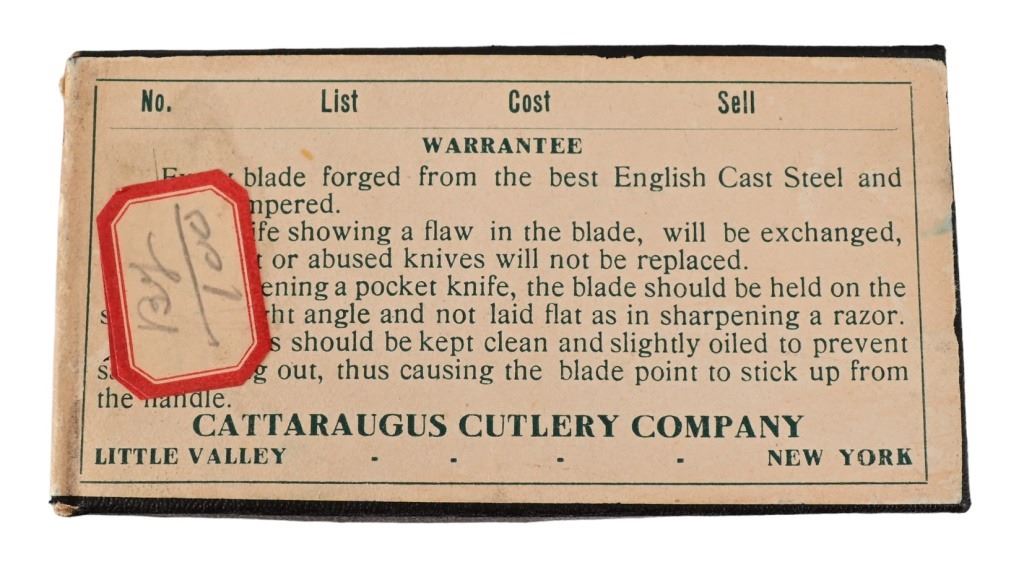 No. List Cost Sell
WARRANTEE
blade forged from the best English Cast Steel and
mpered.
ife showing a flaw in the blade, will be exchanged,
t or abused knives will not be replaced.
ening a pocket knife, the blade should be held on the
s ht angle and not laid flat as in sharpening a razor.
s should be kept clean and slightly oiled to prevent
g out, thus causing the blade point to stick up from
the handle.
CATTARAUGUS CUTLERY COMPANY
LITTLE VALLEY - - - - NEW YORK
100